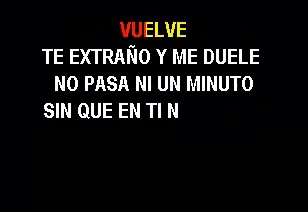 VUELVE
TE EXTRAÑO Y ME DUELE
NO PASA NI UN MINUTO
SIN QUE EN TI N